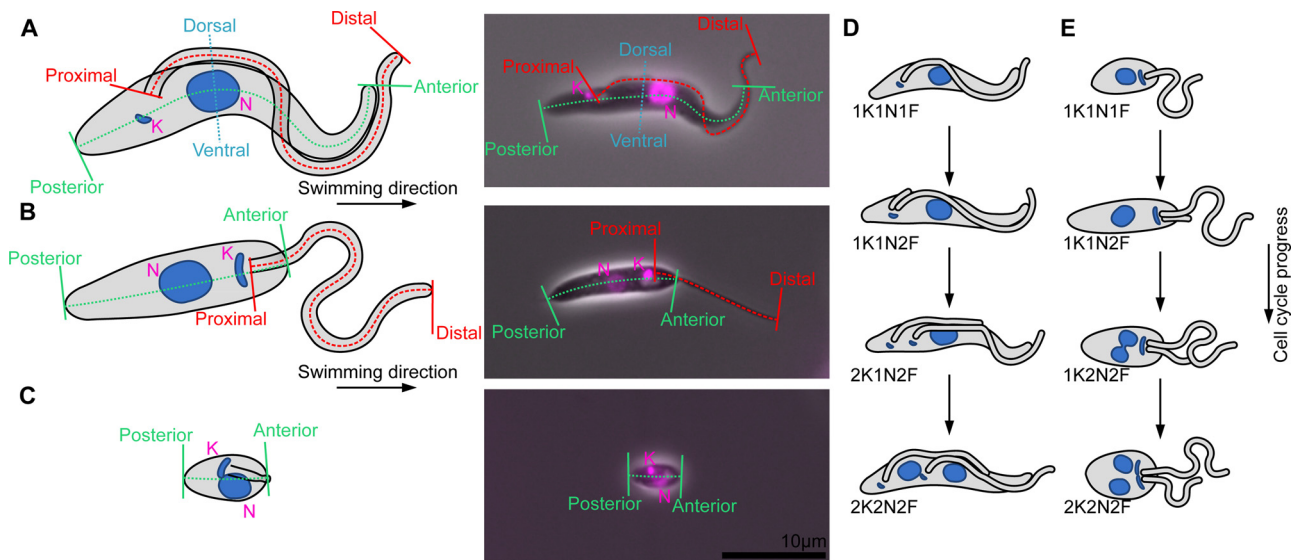 A
Dorsal
Distal
Proximal
Anterior
N
K
Ventral
Posterior
Swimming direction
Distal
Dorsal
Proximal
K
Anterior
N
Ventral
Posterior
B
Anterior
Posterior
K
N
Proximal
Distal
Swimming direction
Proximal
K
N
Distal
Anterior
Posterior
C
Posterior
Anterior
K
N
K
N
Posterior
Anterior
10μm
D
1K1N1F
1K1N2F
2K1N2F
2K2N2F
E
1K1N1F
1K1N2F
1K2N2F
2K2N2F
Cell cycle progress